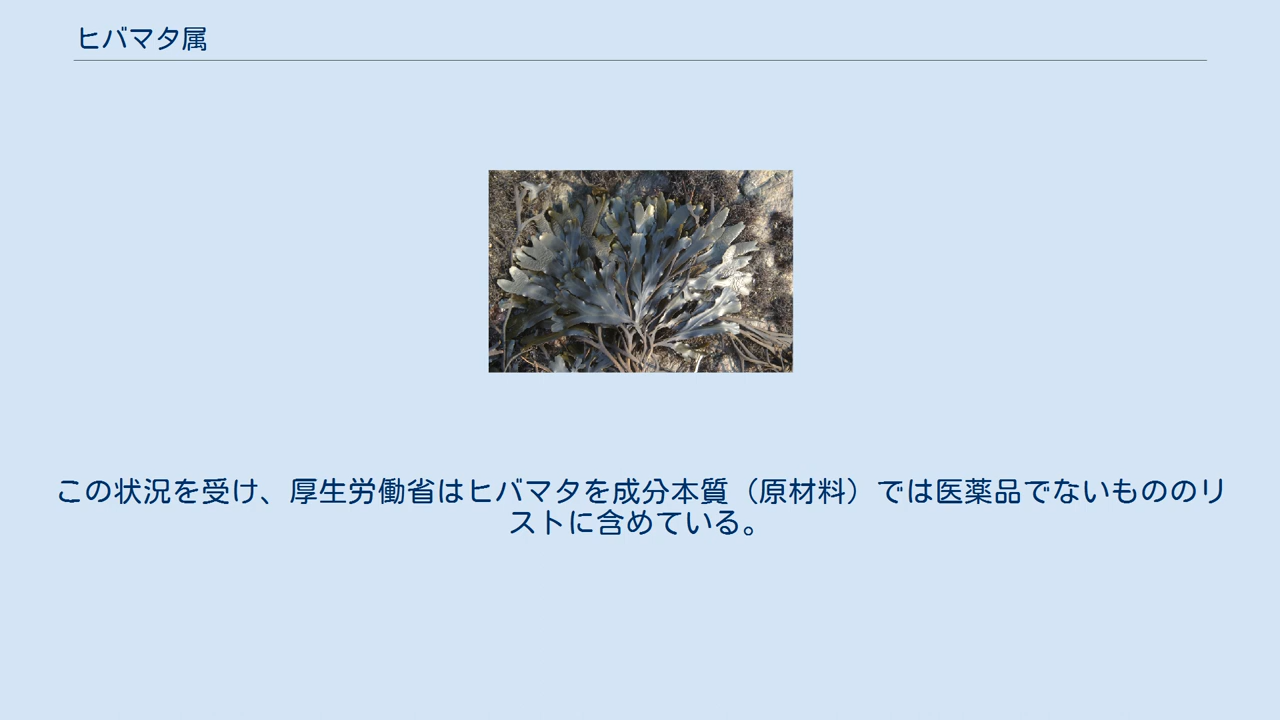 ヒバマタ属
この状況を受け、厚生労働省はヒバマタを成分本質（原材料）では医薬品でないもののリ
ストに含めている。